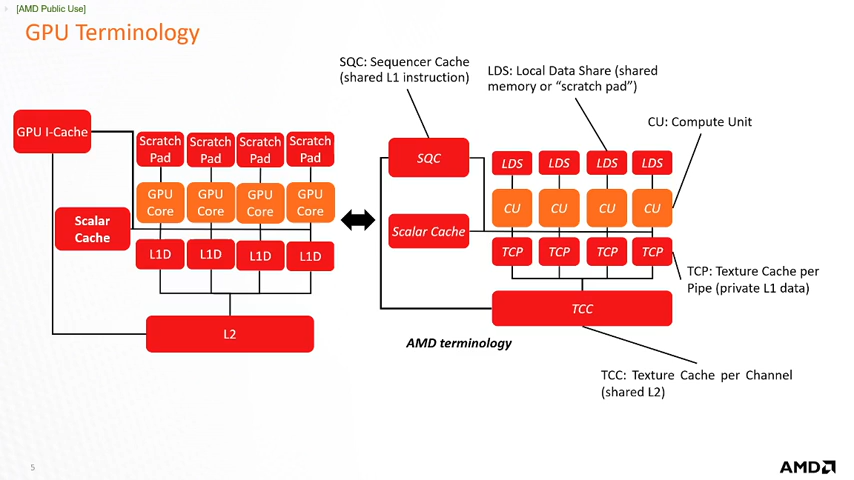 [AMD Public Use]
GPU Terminology
SQC: Sequencer Cache
(shared L1 instruction)
LDS: Local Data Share (shared
memory or “scratch pad”)
CU: Compute Unit
GPU I-Cache
Scratch
Pad
Scratch
Pad
Scratch
Pad
Scratch
Pad
GPU
Core
GPU
Core
GPU
Core
GPU
Core
Scalar
Cache
L1D
L1D
L1D
L1D
L2
SQC
LDS
LDS
LDS
LDS
CU
CU
CU
CU
Scalar Cache
TCP
TCP
TCP
TCP
TCC
TCP: Texture Cache per
Pipe (private L1 data)
AMD terminology
TCC: Texture Cache per Channel
(shared L2)
5
AMD